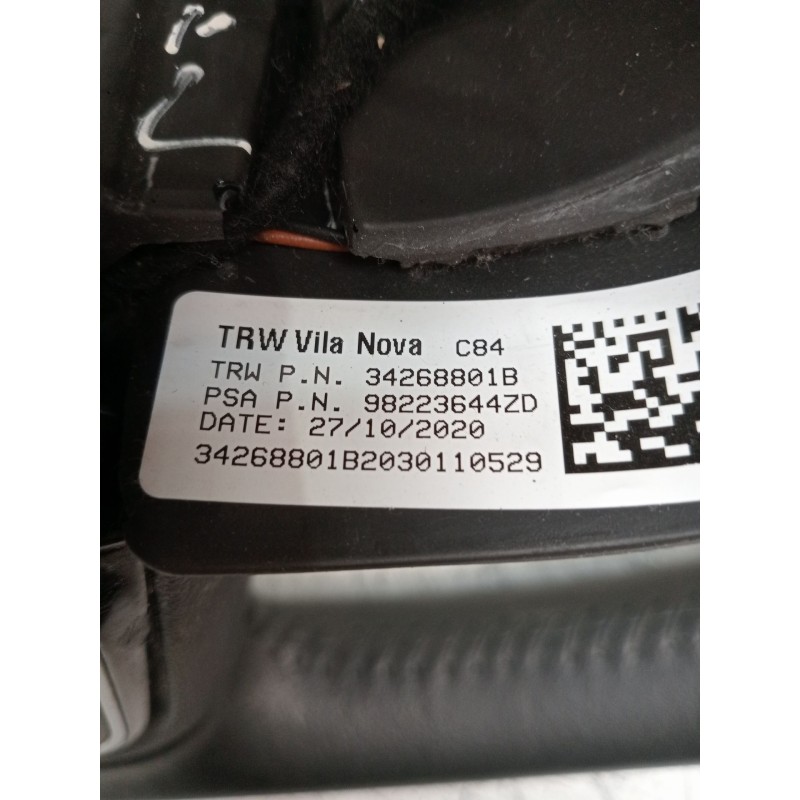 TRW Vila Nova C84
TRW P.N. 34268801B
PSA P.N. 98223644ZD
DATE: 27/10/2020
34268801B2030110529